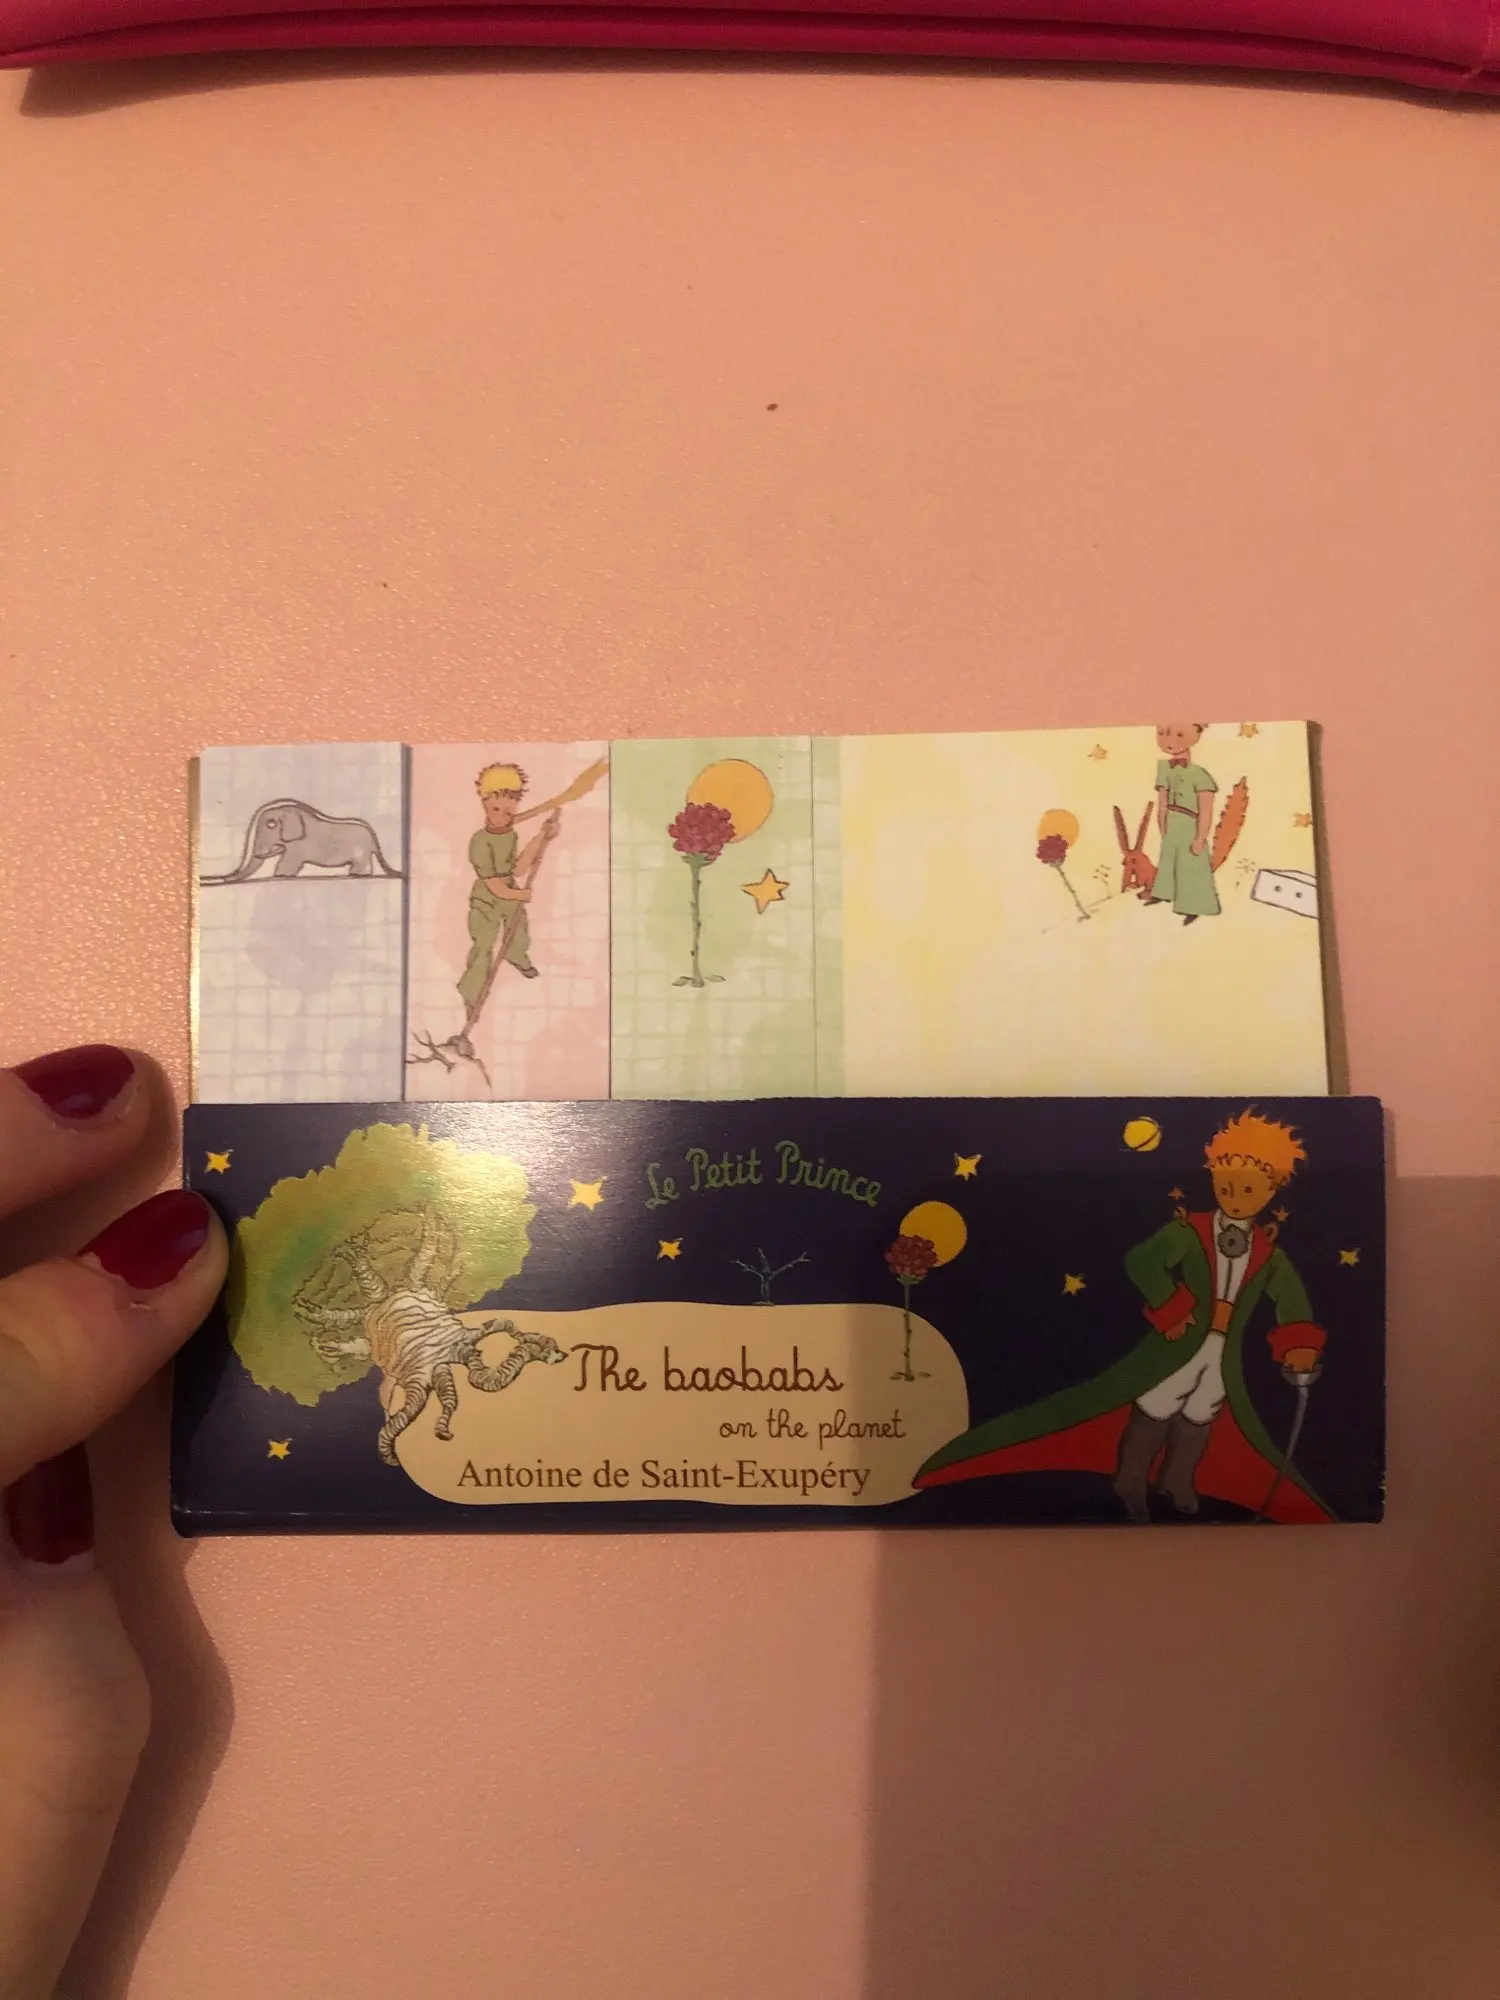 Le Petit Prince
The baobabs
on the planet
Antoine de Saint-Exupéry